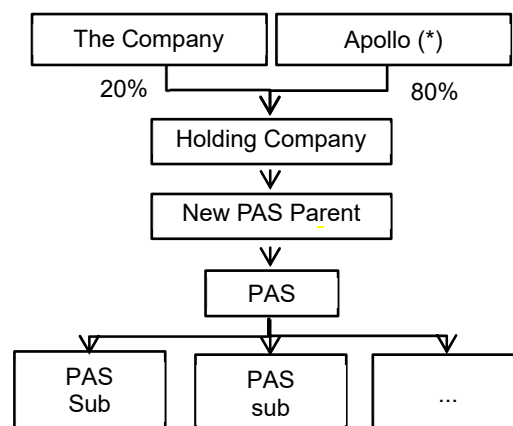 The Company
Apollo (*)
20%
80%
Holding Company
New PAS Parent
PAS
PAS
Sub
PAS
sub
...